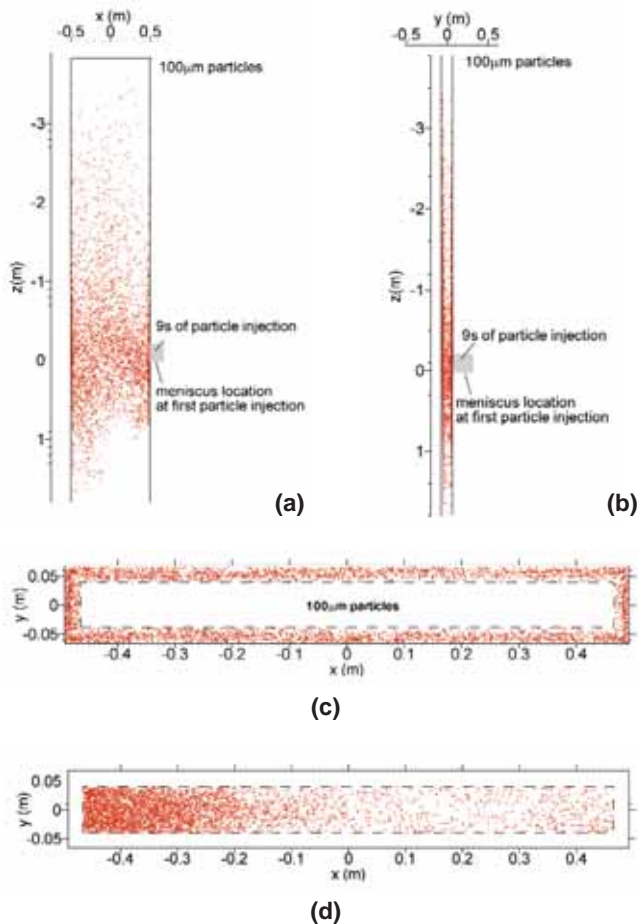 x (m)
-0.5 0 0.5
100μm particles
-3
-2
-1
z(m)
0
1
9s of particle injection
meniscus location
at first particle injection
(a)
y (m)
-0.5 0 0.5
100μm particles
-3
-2
-1
z(m)
0
1
9s of particle injection
meniscus location
at first particle injection
(b)
0.05
0
-0.05
y (m)
100μm particles
-0.4 -0.3 -0.2 -0.1 0 0.1 0.2 0.3 0.4
x (m)
(c)
0.05
0
-0.05
y (m)
-0.4 -0.3 -0.2 -0.1 0 0.1 0.2 0.3 0.4
x (m)
(d)